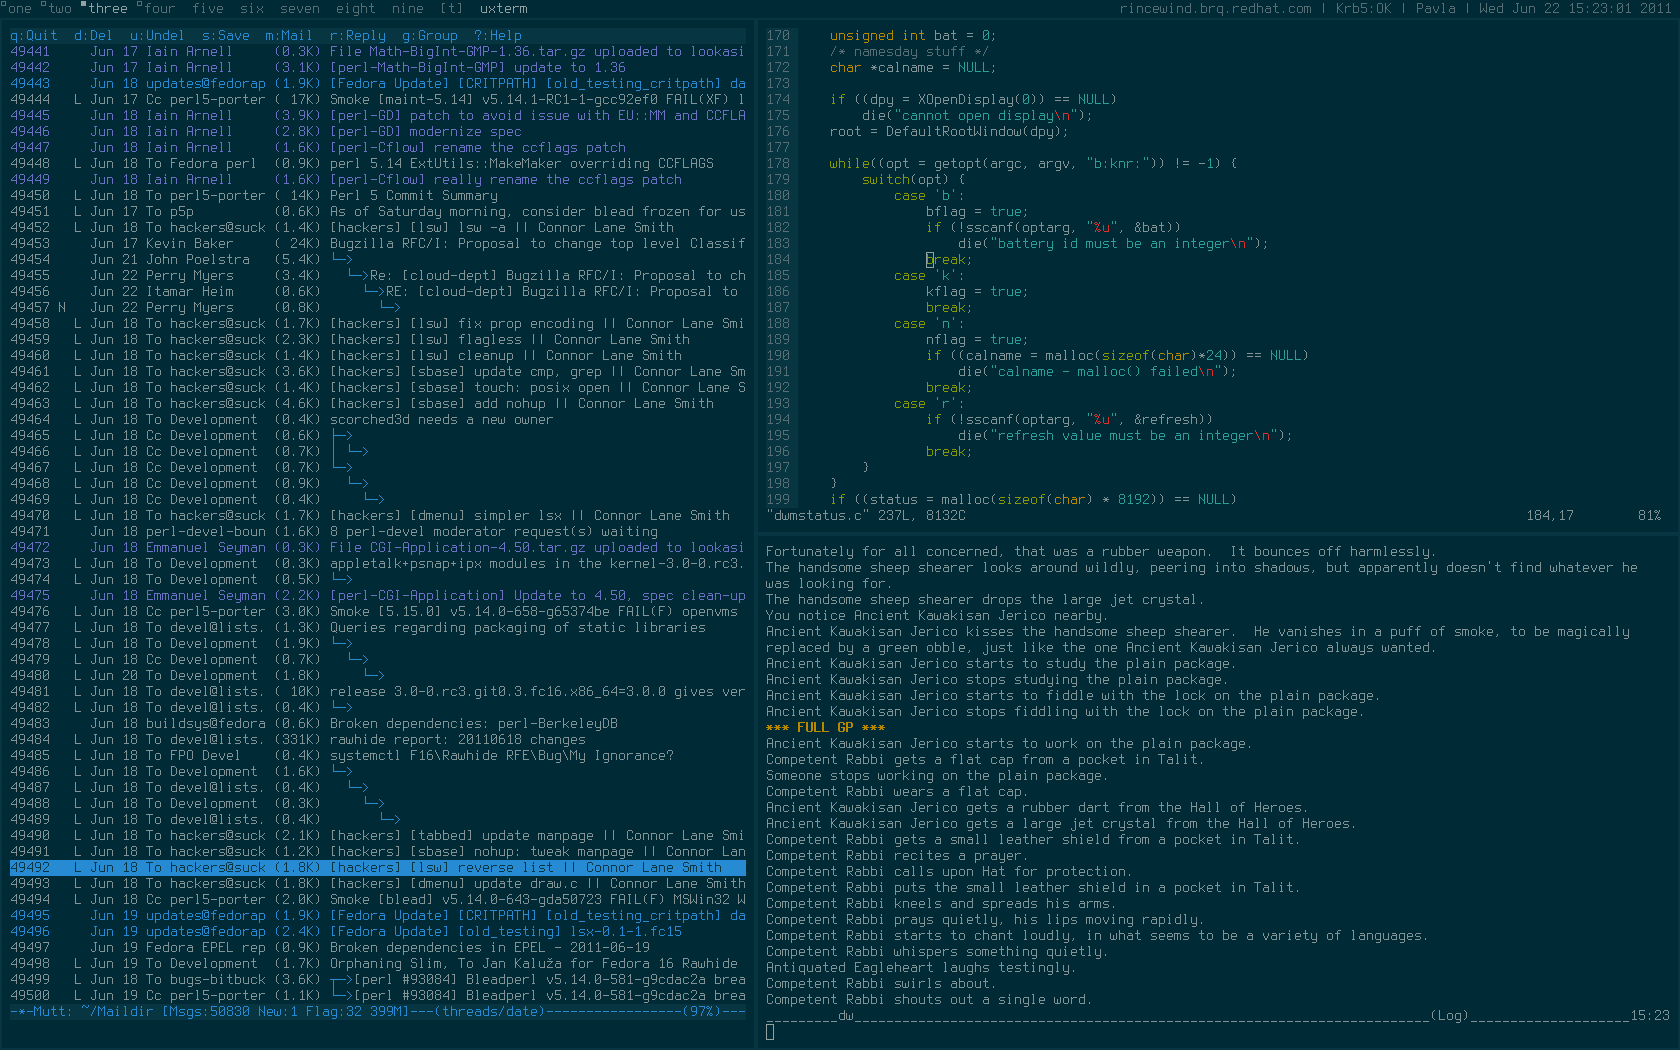 one two three four five six seven eight nine [t] uxterm
rincewind.brq.redhat.com | Krb5:OK | Pavla | Wed Jun 22 15:23:01 2011
q:Quit d:Del u:Undel s:Save m:Mail r:Reply g:Group ?:Help
49441 Jun 17 Iain Arnell (0.3K) File Math-BigInt-GMP-1.36.tar.gz uploaded to lookasi
49442 Jun 17 Iain Arnell (3.1K) [perl-Math-BigInt-GMP] update to 1.36
49443 Jun 18 updates@fedorap (1.9K) [Fedora Update] [CRITPATH] [old_testing_critpath] da
49444 L Jun 17 Cc perl5-porter ( 17K) Smoke [maint-5.14] v5.14.1-RC1-1-gcc92ef0 FAIL(XF) l
49445 Jun 18 Iain Arnell (3.9K) [perl-GD] patch to avoid issue with EU::MM and CCFLA
49446 Jun 18 Iain Arnell (2.8K) [perl-GD] modernize spec
49447 Jun 18 Iain Arnell (1.6K) [perl-Cflow] rename the ccflags patch
49448 L Jun 18 To Fedora perl (0.9K) perl 5.14 ExtUtils::MakeMaker overriding CCFLAGS
49449 Jun 18 Iain Arnell (1.6K) [perl-Cflow] really rename the ccflags patch
49450 L Jun 18 To perl5-porter ( 14K) Perl 5 Commit Summary
49451 L Jun 17 To p5p (0.6K) As of Saturday morning, consider blead frozen for us
49452 L Jun 18 To hackers@suck (1.4K) [hackers] [lsw] lsw -a || Connor Lane Smith
49453 Jun 17 Kevin Baker ( 24K) Bugzilla RFC/I: Proposal to change top level Classif
49454 Jun 21 John Poelstra (5.4K) └─>
49455 Jun 22 Perry Myers (3.4K) └─>Re: [cloud-dept] Bugzilla RFC/I: Proposal to ch
49456 Jun 22 Itamar Heim (0.6K) └─>RE: [cloud-dept] Bugzilla RFC/I: Proposal to
49457 N Jun 22 Perry Myers (0.8K) └─>
49458 L Jun 18 To hackers@suck (1.7K) [hackers] [lsw] fix prop encoding || Connor Lane Smi
49459 L Jun 18 To hackers@suck (2.3K) [hackers] [lsw] flagless || Connor Lane Smith
49460 L Jun 18 To hackers@suck (1.4K) [hackers] [lsw] cleanup || Connor Lane Smith
49461 L Jun 18 To hackers@suck (3.6K) [hackers] [sbase] update cmp, grep || Connor Lane Sm
49462 L Jun 18 To hackers@suck (1.4K) [hackers] [sbase] touch: posix open || Connor Lane S
49463 L Jun 18 To hackers@suck (4.6K) [hackers] [sbase] add nohup || Connor Lane Smith
49464 L Jun 18 To Development (0.4K) scorched3d needs a new owner
49465 L Jun 18 Cc Development (0.6K) ├─>
49466 L Jun 18 Cc Development (0.7K) │ └─>
49467 L Jun 18 Cc Development (0.7K) └─>
49468 L Jun 18 Cc Development (0.9K) └─>
49469 L Jun 18 Cc Development (0.4K) └─>
49470 L Jun 18 To hackers@suck (1.7K) [hackers] [dmenu] simpler lsx || Connor Lane Smith
49471 Jun 18 perl-devel-boun (1.6K) 8 perl-devel moderator request(s) waiting
49472 Jun 18 Emmanuel Seyman (0.3K) File CGI-Application-4.50.tar.gz uploaded to lookasi
49473 L Jun 18 To Development (0.3K) appletalk+psnap+ipx modules in the kernel-3.0-0.rc3.
49474 L Jun 18 To Development (0.5K) └─>
49475 Jun 18 Emmanuel Seyman (2.2K) [perl-CGI-Application] Update to 4.50, spec clean-up
49476 L Jun 18 Cc perl5-porter (3.0K) Smoke [5.15.0] v5.14.0-658-g65374be FAIL(F) openvms
49477 L Jun 18 To devel@lists. (1.3K) Queries regarding packaging of static libraries
49478 L Jun 18 To Development (1.9K) └─>
49479 L Jun 18 Cc Development (0.7K) └─>
49480 L Jun 20 To Development (1.8K) └─>
49481 L Jun 18 To devel@lists. ( 10K) release 3.0-0.rc3.git0.3.fc16.x86_64=3.0.0 gives ver
49482 L Jun 18 To devel@lists. (0.4K) └─>
49483 Jun 18 buildsys@fedora (0.6K) Broken dependencies: perl-BerkeleyDB
49484 L Jun 18 To devel@lists. (331K) rawhide report: 20110618 changes
49485 L Jun 18 To FPO Devel (0.4K) systemctl F16\Rawhide RFE\Bug\My Ignorance?
49486 L Jun 18 To Development (1.6K) └─>
49487 L Jun 18 To devel@lists. (0.4K) └─>
49488 L Jun 18 To Development (0.3K) └─>
49489 L Jun 18 To devel@lists. (0.4K) └─>
49490 L Jun 18 To hackers@suck (2.1K) [hackers] [tabbed] update manpage || Connor Lane Smi
49491 L Jun 18 To hackers@suck (1.2K) [hackers] [sbase] nohup: tweak manpage || Connor Lan
49492 L Jun 18 To hackers@suck (1.8K) [hackers] [lsw] reverse list || Connor Lane Smith
49493 L Jun 18 To hackers@suck (1.8K) [hackers] [dmenu] update draw.c || Connor Lane Smith
49494 L Jun 18 Cc perl5-porter (2.0K) Smoke [blead] v5.14.0-643-gda50723 FAIL(F) MSWin32 W
49495 Jun 19 updates@fedorap (1.9K) [Fedora Update] [CRITPATH] [old_testing_critpath] da
49496 Jun 19 updates@fedorap (2.4K) [Fedora Update] [old_testing] lsx-0.1-1.fc15
49497 Jun 19 Fedora EPEL rep (0.9K) Broken dependencies in EPEL - 2011-06-19
49498 L Jun 19 To Development (1.7K) Orphaning Slim, To Jan Kaluža for Fedora 16 Rawhide
49499 L Jun 18 To bugs-bitbuck (3.6K) ┬─>[perl #93084] Bleadperl v5.14.0-581-g9cdac2a brea
49500 L Jun 19 Cc perl5-porter (1.1K) └─>[perl #93084] Bleadperl v5.14.0-581-g9cdac2a brea
-*-Mutt: ~/Maildir [Msgs:50830 New:1 Flag:32 399M]---(threads/date)-----------------(97%)---
170 unsigned int bat = 0;
171 /* namesday stuff */
172 char *calname = NULL;
173
174 if ((dpy = XOpenDisplay(0)) == NULL)
175 die("cannot open display\n");
176 root = DefaultRootWindow(dpy);
177
178 while((opt = getopt(argc, argv, "b:knr:")) != -1) {
179 switch(opt) {
180 case 'b':
181 bflag = true;
182 if (!sscanf(optarg, "%u", &bat))
183 die("battery id must be an integer\n");
184 break;
185 case 'k':
186 kflag = true;
187 break;
188 case 'n':
189 nflag = true;
190 if ((calname = malloc(sizeof(char)*24)) == NULL)
191 die("calname - malloc() failed\n");
192 break;
193 case 'r':
194 if (!sscanf(optarg, "%u", &refresh))
195 die("refresh value must be an integer\n");
196 break;
197 }
198 }
199 if ((status = malloc(sizeof(char) * 8192)) == NULL)
"dwmstatus.c" 237L, 8132C 184,17 81%
Fortunately for all concerned, that was a rubber weapon. It bounces off harmlessly.
The handsome sheep shearer looks around wildly, peering into shadows, but apparently doesn't find whatever he
was looking for.
The handsome sheep shearer drops the large jet crystal.
You notice Ancient Kawakisan Jerico nearby.
Ancient Kawakisan Jerico kisses the handsome sheep shearer. He vanishes in a puff of smoke, to be magically
replaced by a green obble, just like the one Ancient Kawakisan Jerico always wanted.
Ancient Kawakisan Jerico starts to study the plain package.
Ancient Kawakisan Jerico stops studying the plain package.
Ancient Kawakisan Jerico starts to fiddle with the lock on the plain package.
Ancient Kawakisan Jerico stops fiddling with the lock on the plain package.
*** FULL GP ***
Ancient Kawakisan Jerico starts to work on the plain package.
Competent Rabbi gets a flat cap from a pocket in Talit.
Someone stops working on the plain package.
Competent Rabbi wears a flat cap.
Ancient Kawakisan Jerico gets a rubber dart from the Hall of Heroes.
Ancient Kawakisan Jerico gets a large jet crystal from the Hall of Heroes.
Competent Rabbi gets a small leather shield from a pocket in Talit.
Competent Rabbi recites a prayer.
Competent Rabbi calls upon Hat for protection.
Competent Rabbi puts the small leather shield in a pocket in Talit.
Competent Rabbi kneels and spreads his arms.
Competent Rabbi prays quietly, his lips moving rapidly.
Competent Rabbi starts to chant loudly, in what seems to be a variety of languages.
Competent Rabbi whispers something quietly.
Antiquated Eagleheart laughs testingly.
Competent Rabbi swirls about.
Competent Rabbi shouts out a single word.
_________dw________________________________________________________________________(Log)____________________15:23